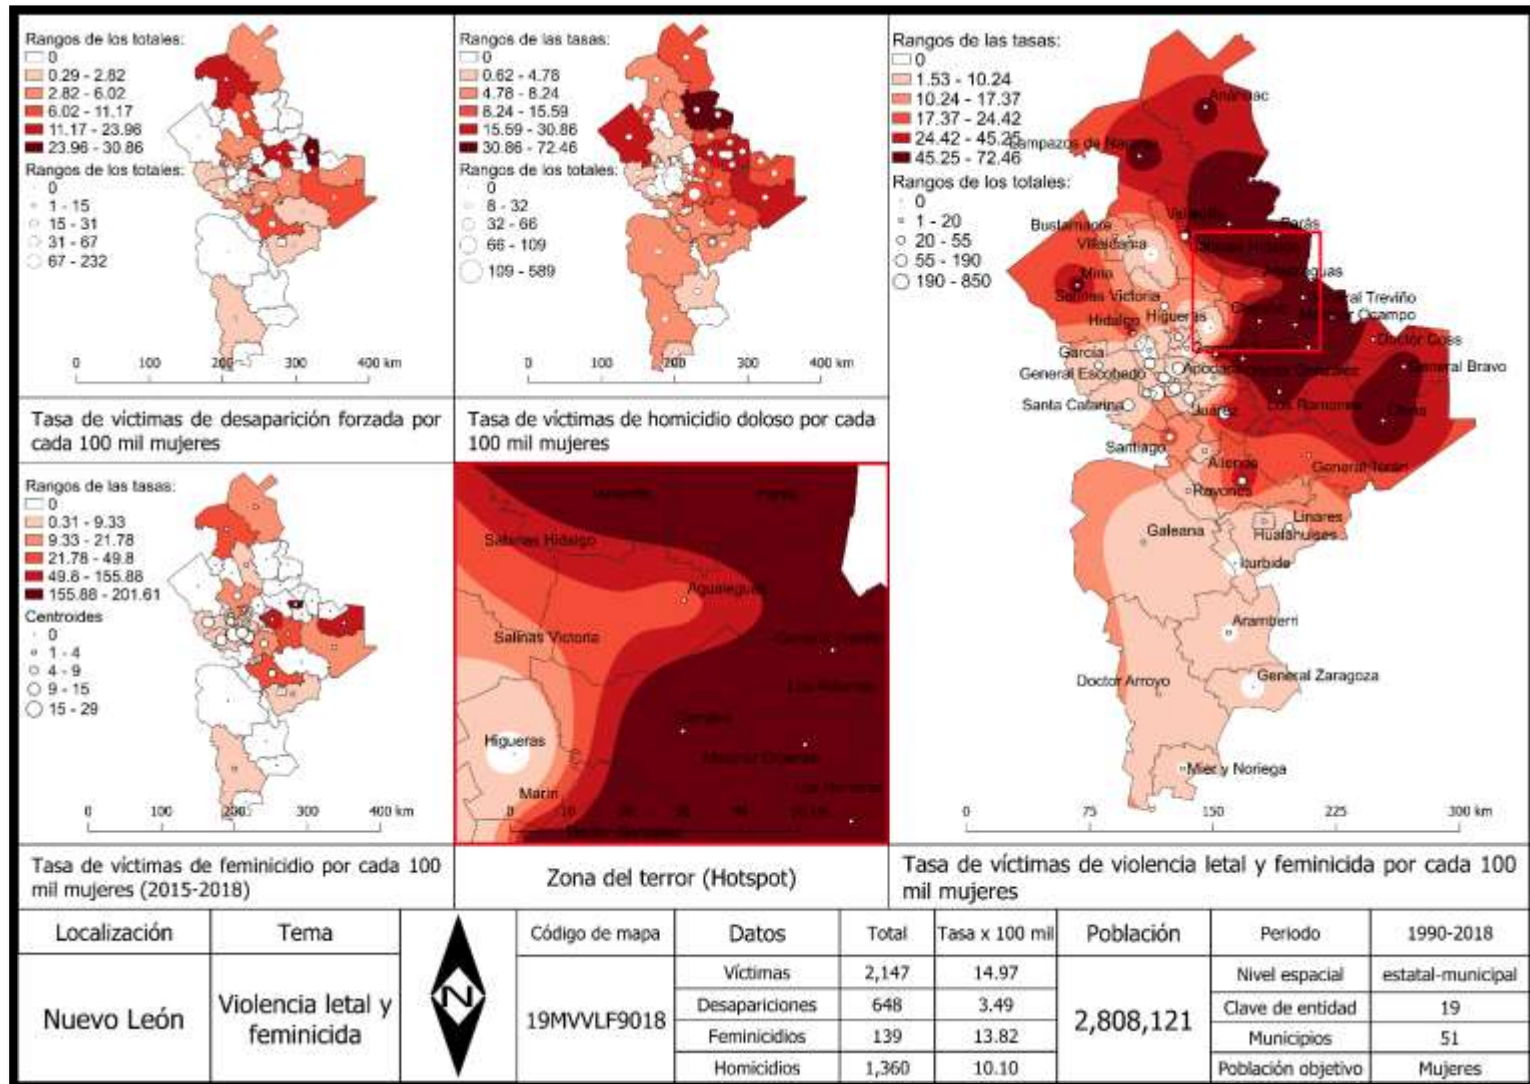 Rangos de los totales:
0
0.29 - 2.82
2.82 - 6.02
6.02 - 11.17
11.17 - 23.96
23.96 - 30.86
Rangos de los totales:
0
1 - 15
15 - 31
31 - 67
67 - 232
0 100 200 300 400 km
Tasa de víctimas de desaparición forzada por
cada 100 mil mujeres
Rangos de las tasas:
0
0.62 - 4.78
4.78 - 8.24
8.24 - 15.59
15.59 - 30.86
30.86 - 72.46
Rangos de los totales:
0
8 - 32
32 - 66
66 - 109
109 - 589
0 100 200 300 400 km
Tasa de víctimas de homicidio doloso por cada
100 mil mujeres
Rangos de las tasas:
0
1.53 - 10.24
10.24 - 17.37
17.37 - 24.42
24.42 - 45.25
45.25 - 72.46
Rangos de los totales:
0
1 - 20
20 - 55
55 - 190
190 - 850
Anáhuac
Bustamante
Villaldama
Parás
Mina
Salinas Victoria
Hidalgo
Higueras
García
General Escobedo
Apodaca
Santa Catarina
Juárez
Los Ramones
China
General Bravo
Doctor Coss
Santiago
Allende
General Terán
Rayones
Linares
Hualahuises
Galeana
Iturbide
Aramberri
General Zaragoza
Doctor Arroyo
Mier y Noriega
0 75 150 225 300 km
Tasa de víctimas de violencia letal y feminicida por cada 100
mil mujeres
Rangos de las tasas:
0
0.31 - 9.33
9.33 - 21.78
21.78 - 49.8
49.8 - 155.88
155.88 - 201.61
Centroides
0
1 - 4
4 - 9
9 - 15
15 - 29
0 100 200 300 400 km
Tasa de víctimas de feminicidio por cada 100
mil mujeres (2015-2018)
Sabinas Hidalgo
Agualeguas
Salinas Victoria
Higueras
Marín
Zona del terror (Hotspot)
Localización Tema Código de mapa Datos Total Tasa x 100 mil Población Periodo 1990-2018
Nuevo León
Violencia letal y
feminicida
N
19MVVLF9018
Víctimas 2,147 14.97
Desapariciones 648 3.49
Feminicidios 139 13.82
Homicidios 1,360 10.10
2,808,121
Nivel espacial estatal-municipal
Clave de entidad 19
Municipios 51
Población objetivo Mujeres